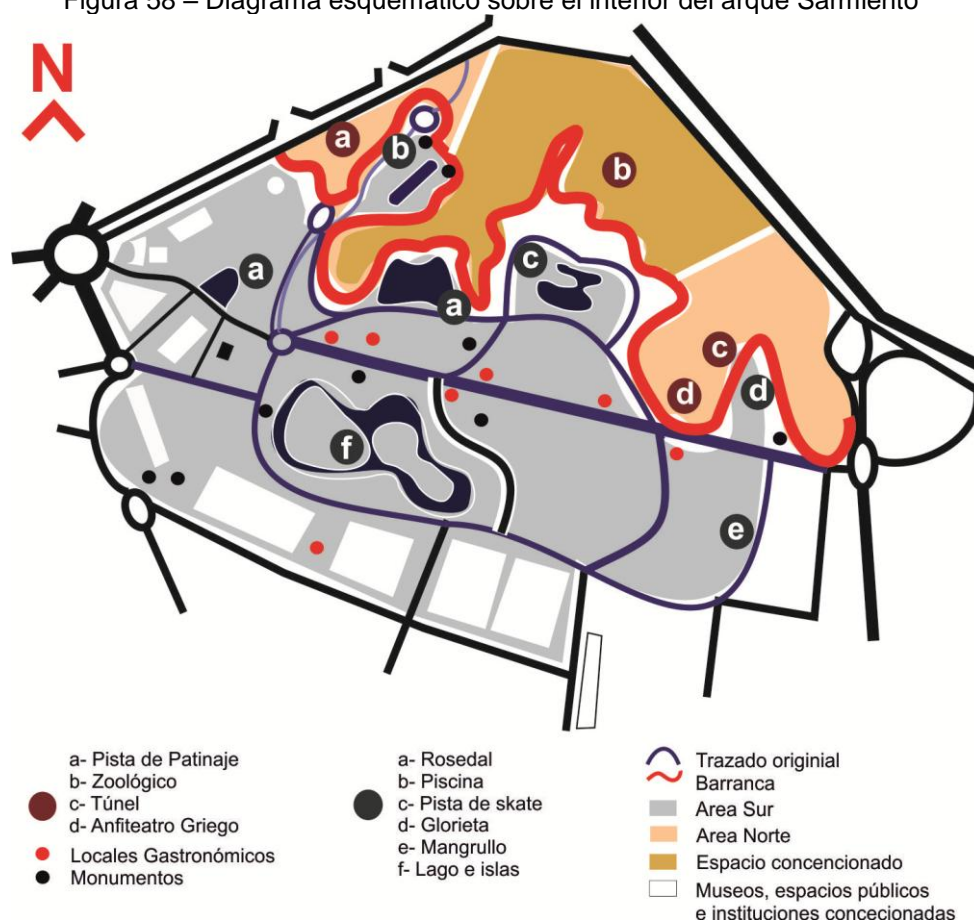 Figura 58 – Diagrama esquemático sobre el interior del arque Sarmiento
N
a
b
b
a
c
a
c
d
d
f
e
a- Pista de Patinaje
b- Zoológico
c- Túnel
d- Anfiteatro Griego
Locales Gastronómicos
Monumentos
a- Rosedal
b- Piscina
c- Pista de skate
d- Glorieta
e- Mangrullo
f- Lago e islas
Trazado originial
Barranca
Area Sur
Area Norte
Espacio concencionado
Museos, espacios públicos
e instituciones concecionadas